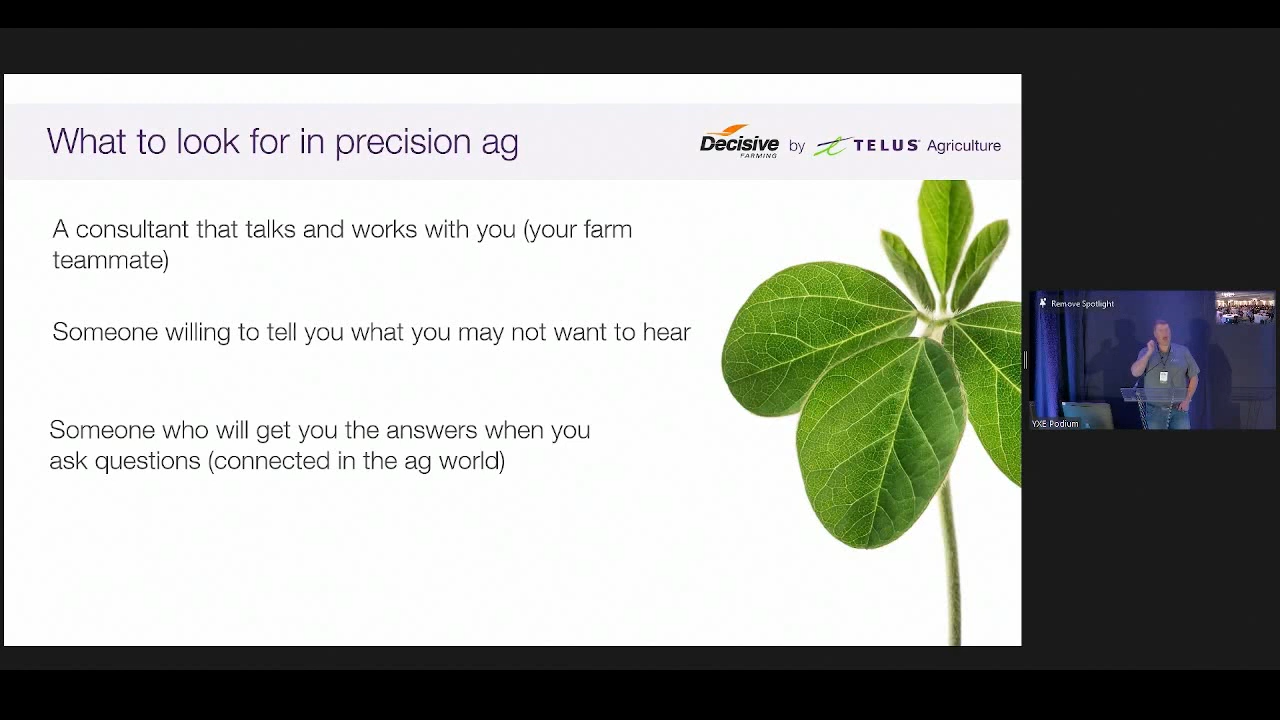 What to look for in precision ag
Decisive
FARMING
by
TELUS® Agriculture
A consultant that talks and works with you (your farm
teammate)
Someone willing to tell you what you may not want to hear
Someone who will get you the answers when you
ask questions (connected in the ag world)
Remove Spotlight
YXE Podium